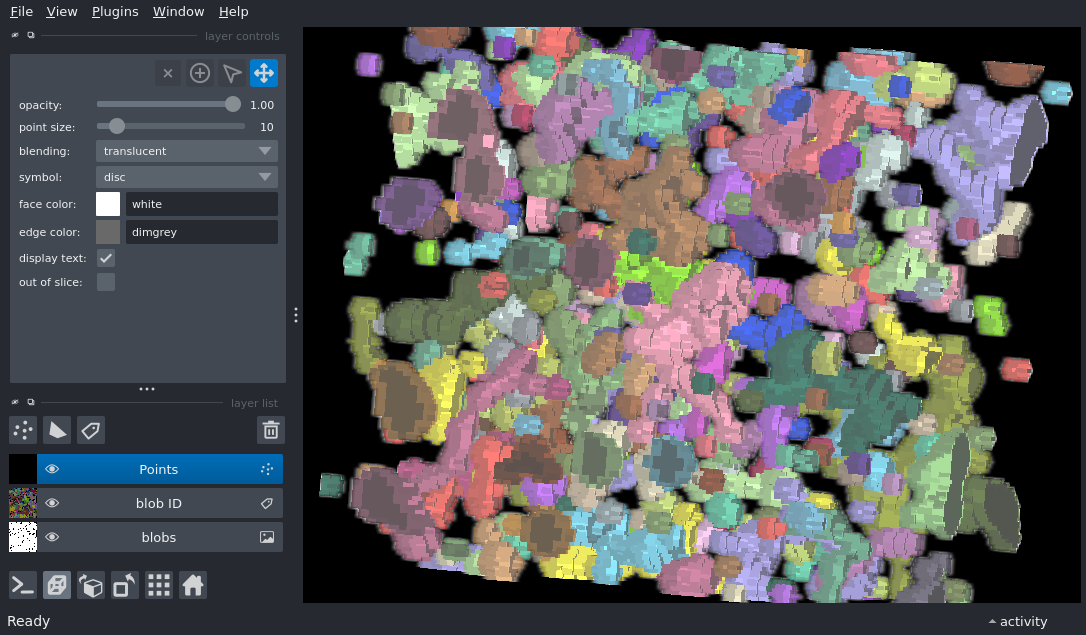 File View Plugins Window Help
layer controls
opacity: 1.00
point size: 10
blending: translucent
symbol: disc
face color: white
edge color: dimgrey
display text:
out of slice:
layer list
Points
blob ID
blobs
Ready
activity